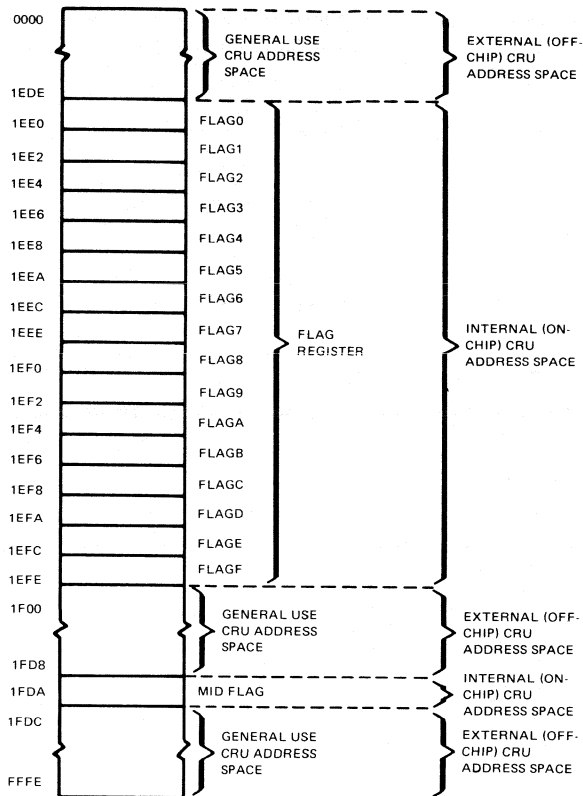 0000
GENERAL USE
CRU ADDRESS
SPACE
EXTERNAL (OFF-
CHIP) CRU
ADDRESS SPACE
1EDE
1EE0
FLAG0
1EE2
FLAG1
1EE4
FLAG2
1EE6
FLAG3
1EE8
FLAG4
1EEA
FLAG5
1EEC
FLAG6
1EEE
FLAG7
FLAG
REGISTER
INTERNAL (ON-
CHIP) CRU
ADDRESS SPACE
1EF0
FLAG8
1EF2
FLAG9
1EF4
FLAGA
1EF6
FLAGB
1EF8
FLAGC
1EFA
FLAGD
1EFC
FLAGE
1EFE
FLAGF
1F00
GENERAL USE
CRU ADDRESS
SPACE
EXTERNAL (OFF-
CHIP) CRU
ADDRESS SPACE
1FD8
1FDA
MID FLAG
INTERNAL (ON-
CHIP) CRU
ADDRESS SPACE
1FDC
GENERAL USE
CRU ADDRESS
SPACE
EXTERNAL (OFF-
CHIP) CRU
ADDRESS SPACE
FFFE